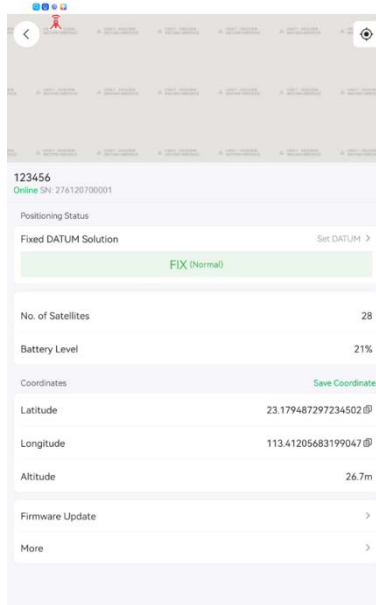 123456
Online SN: 276120700001
Positioning Status
Fixed DATUM Solution Set DATUM >
FIX (Normal)
No. of Satellites 28
Battery Level 21%
Coordinates Save Coordinate
Latitude 23.179487297234502
Longitude 113.41205683199047
Altitude 26.7m
Firmware Update >
More >